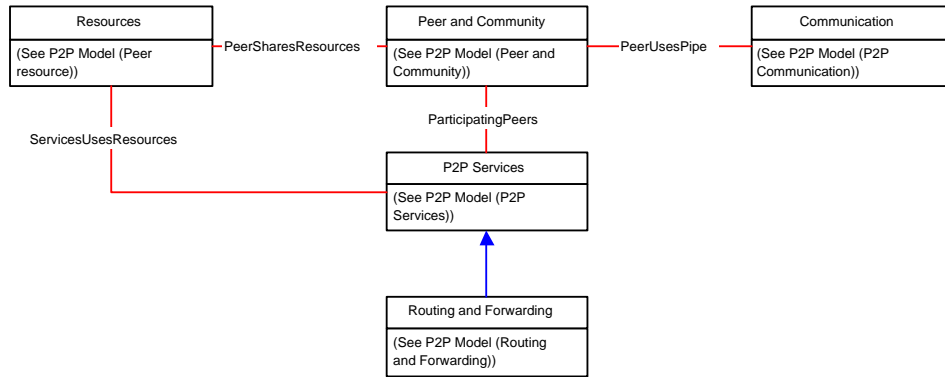 Resources
(See P2P Model (Peer
resource))
PeerSharesResources
Peer and Community
(See P2P Model (Peer and
Community))
PeerUsesPipe
Communication
(See P2P Model (P2P
Communication))
ServicesUsesResources
ParticipatingPeers
P2P Services
(See P2P Model (P2P
Services))
Routing and Forwarding
(See P2P Model (Routing
and Forwarding))